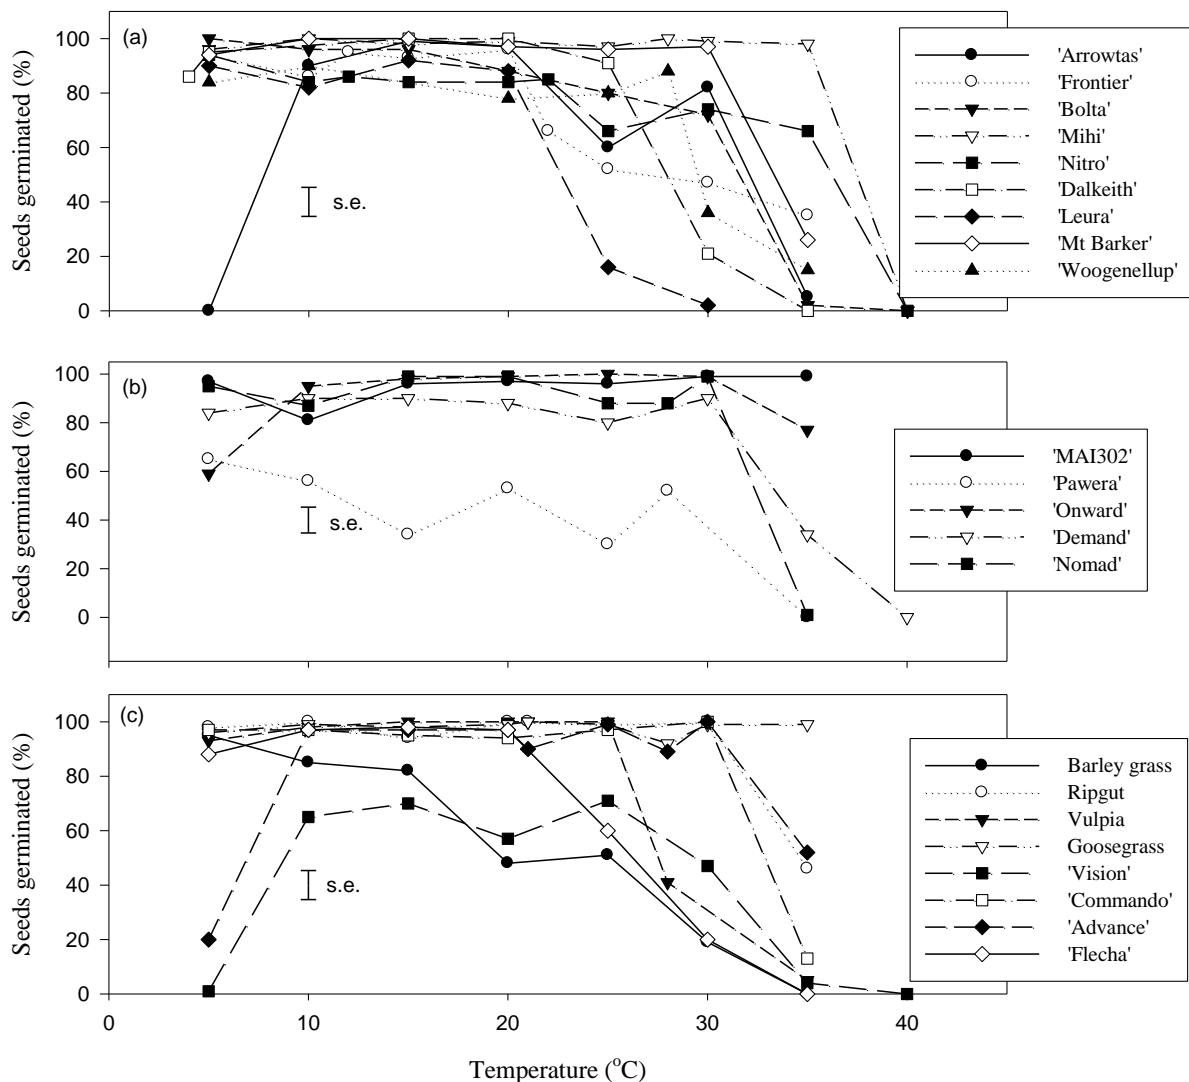 (a)
Seeds germinated (%)
100
80
60
40
20
0
s.e.
'Arrowtas'
'Frontier'
'Bolta'
'Mihi'
'Nitro'
'Dalkeith'
'Leura'
'Mt Barker'
'Woogenellup'
(b)
Seeds germinated (%)
100
80
60
40
20
0
s.e.
'MAI302'
'Pawera'
'Onward'
'Demand'
'Nomad'
(c)
Seeds germinated (%)
100
80
60
40
20
0
s.e.
Barley grass
Ripgut
Vulpia
Goosegrass
'Vision'
'Commando'
'Advance'
'Flecha'
0 10 20 30 40
Temperature (°C)